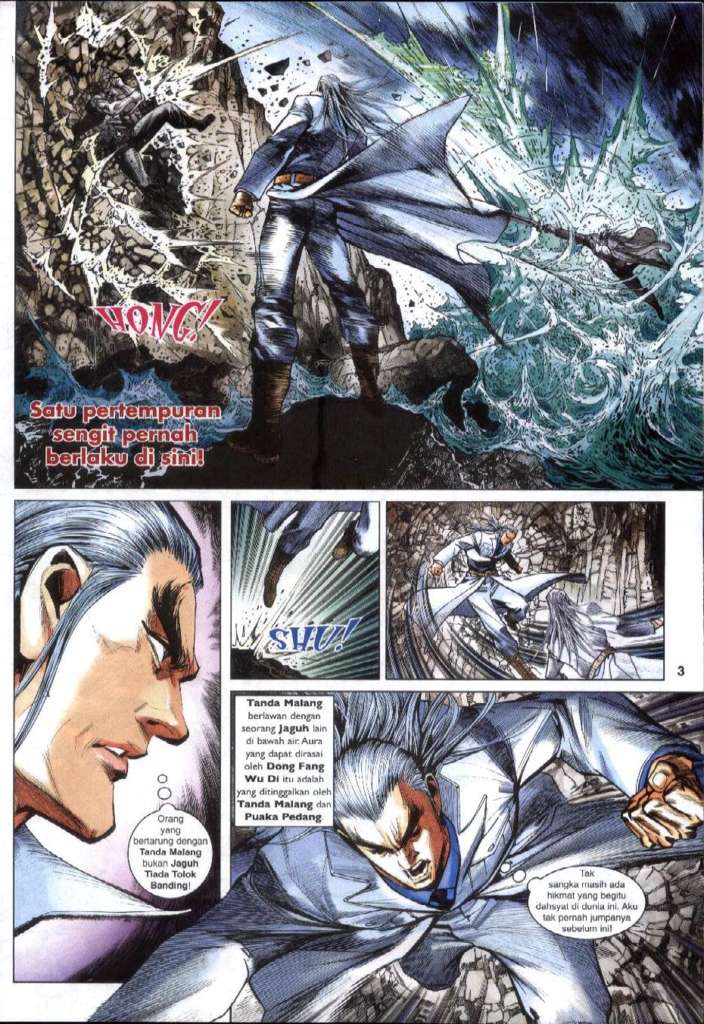 HONG!
Satu pertempuran
sengit pernah
berlaku di sini!
SHU!
3
Orang
yang
bertarung dengan
Tanda Malang
bukan Jaguh
Tiada Tolok
Banding!
Tanda Malang
berlawan dengan
seorang Jaguh lain
di bawah air. Aura
yang dapat dirasai
oleh Dong Fang
Wu Di itu adalah
yang ditinggalkan oleh
Tanda Malang dan
Puaka Pedang.
Tak
sangka masih ada
hikmat yang begitu
dahsyat di dunia ini. Aku
tak pernah jumpanya
sebelum ini!